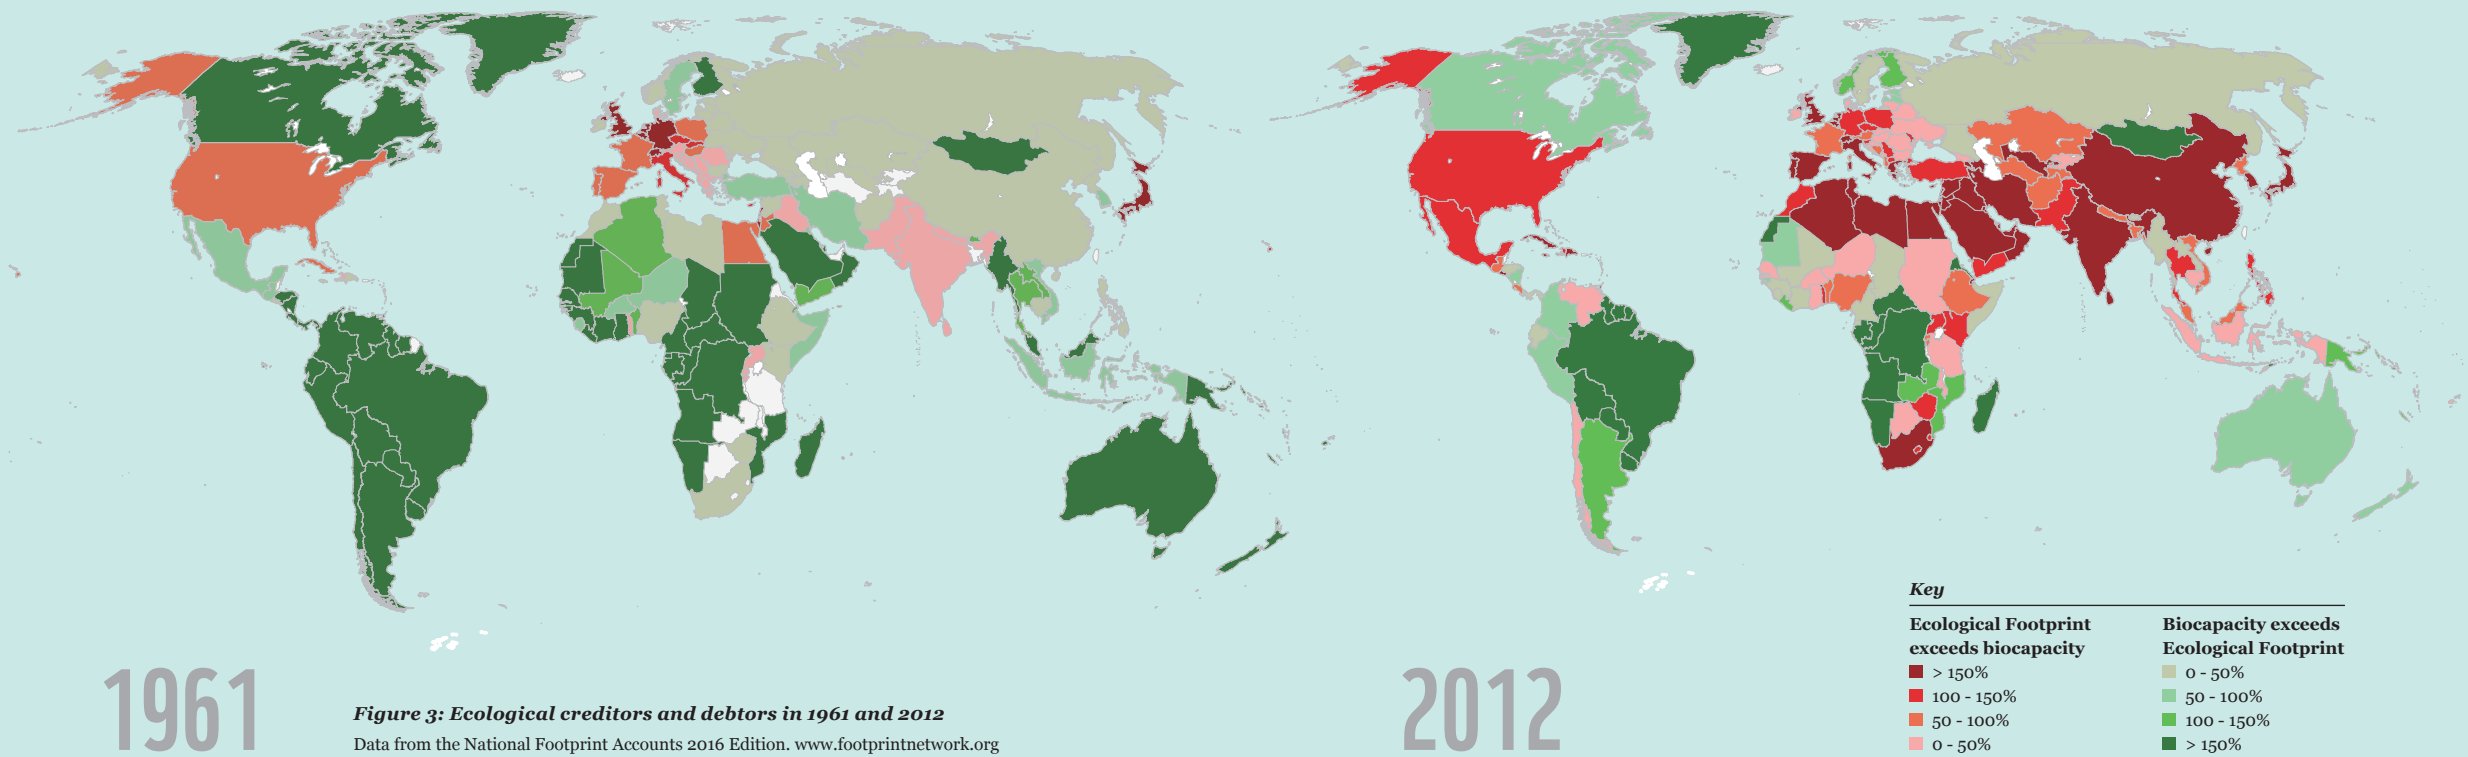 1961
Figure 3: Ecological creditors and debtors in 1961 and 2012
Data from the National Footprint Accounts 2016 Edition. www.footprintnetwork.org
2012
Key
Ecological Footprint
exceeds biocapacity
> 150%
100 - 150%
50 - 100%
0 - 50%
Biocapacity exceeds
Ecological Footprint
0 - 50%
50 - 100%
100 - 150%
> 150%